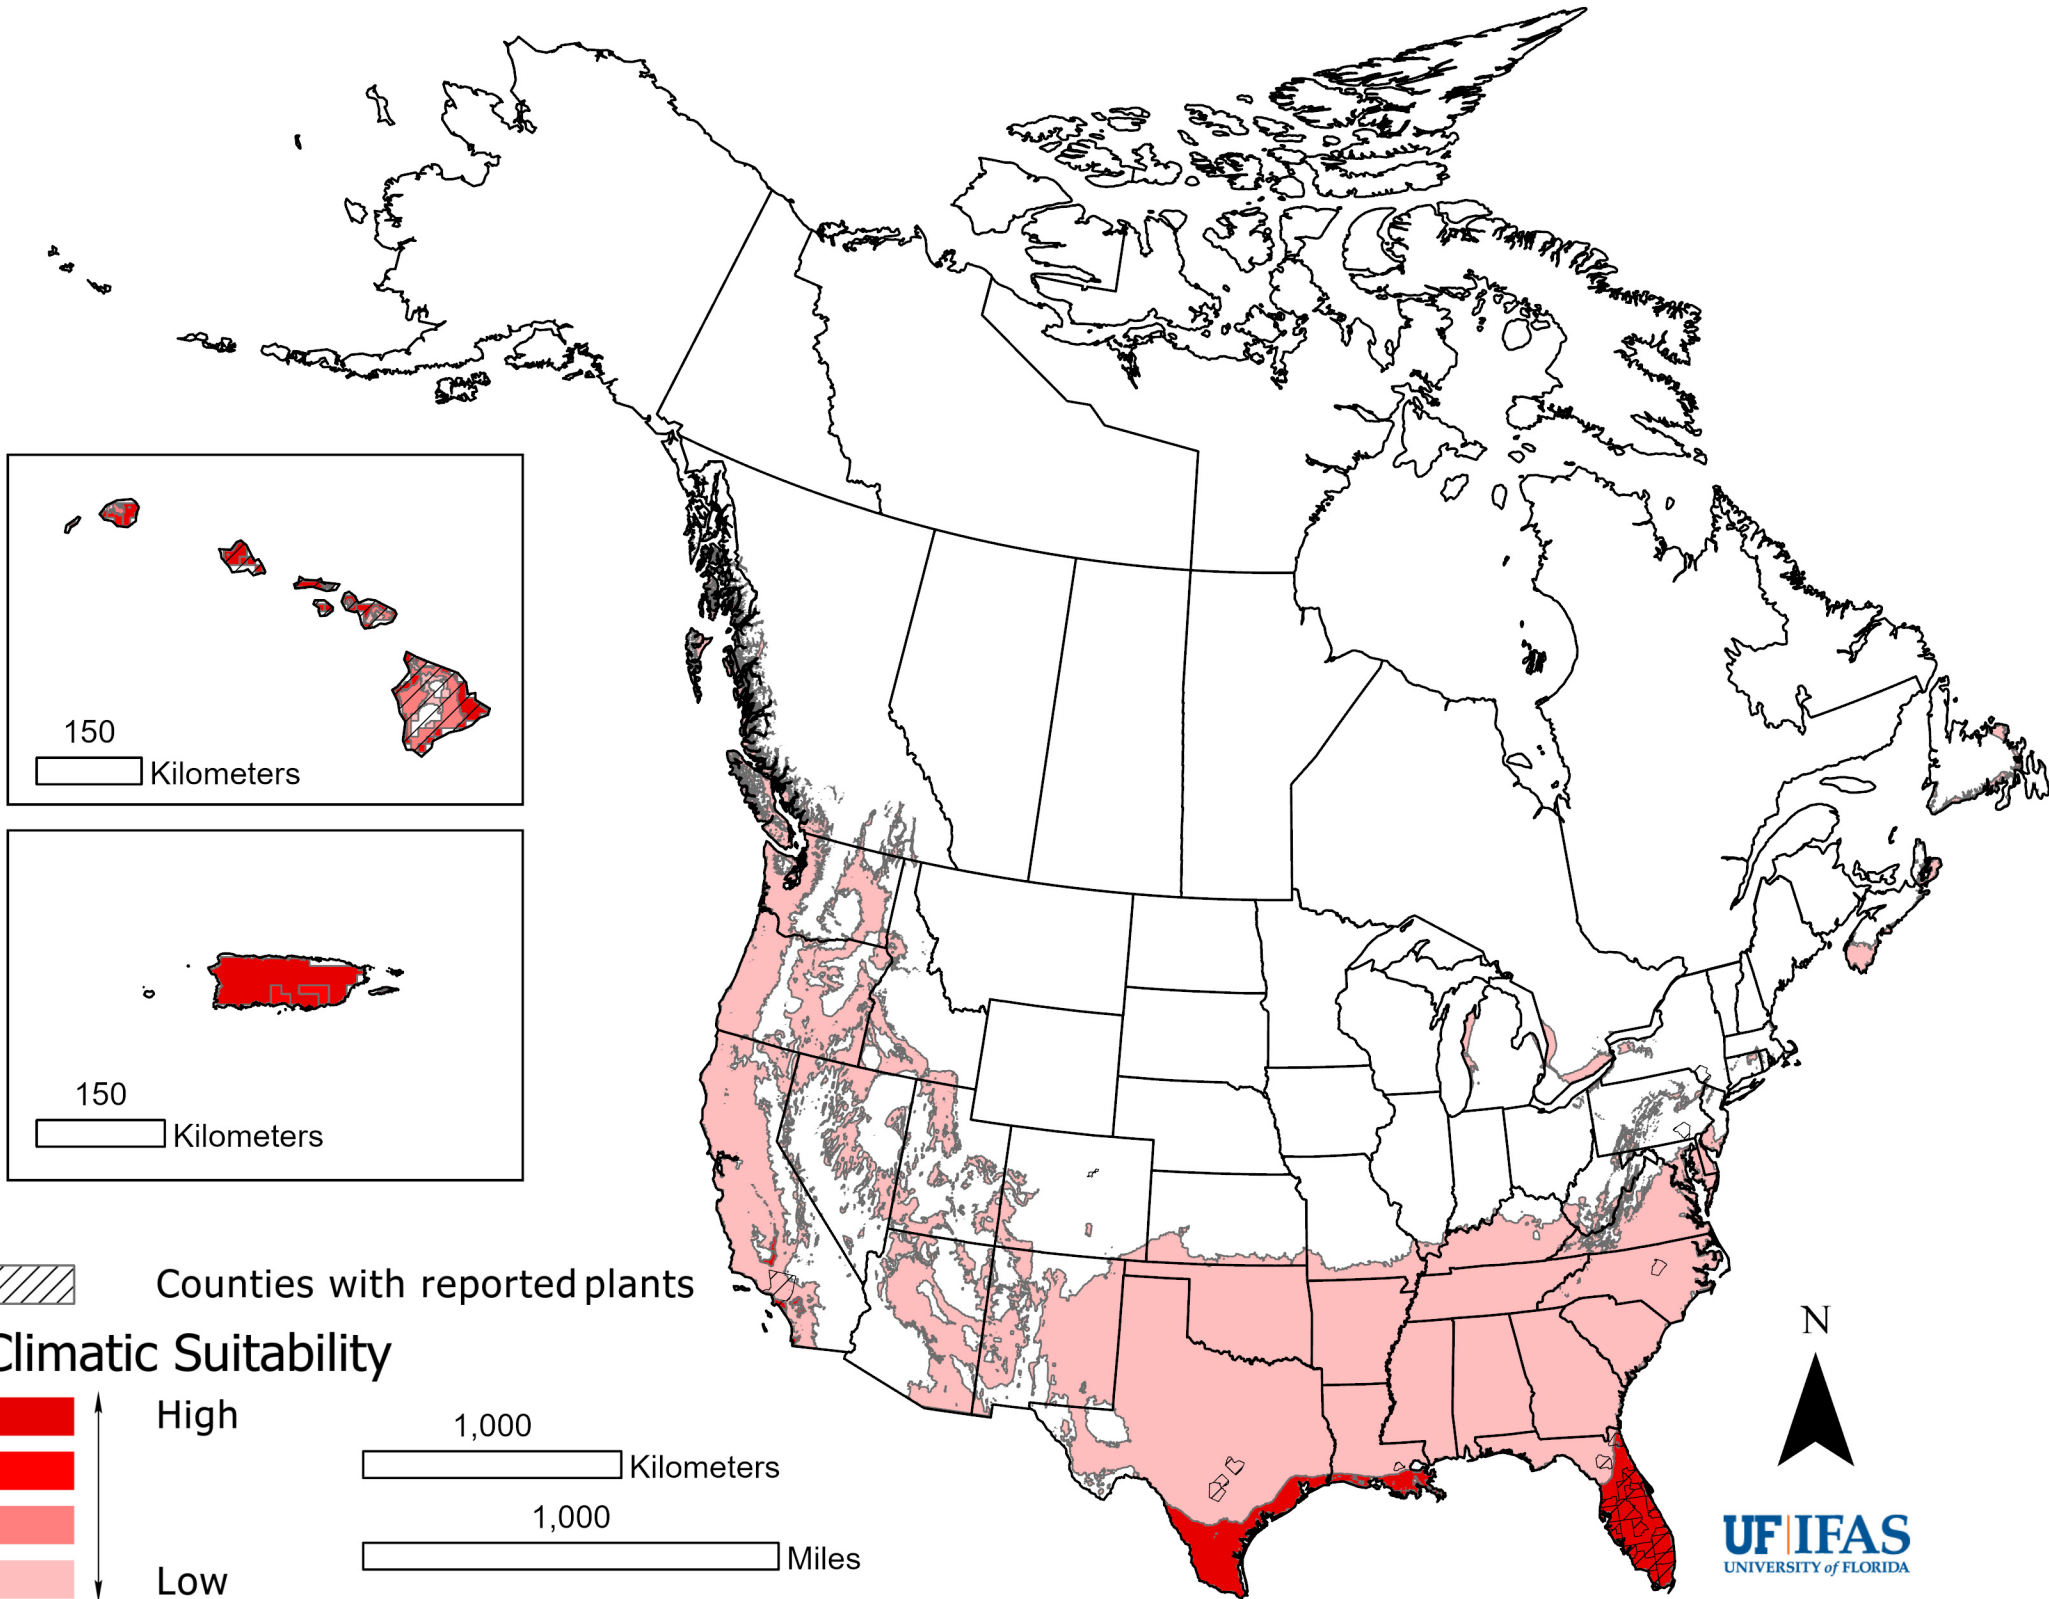 150
Kilometers
150
Kilometers
Counties with reported plants
Climatic Suitability
High
Low
1,000
Kilometers
1,000
Miles
N
UF|IFAS
UNIVERSITY of FLORIDA